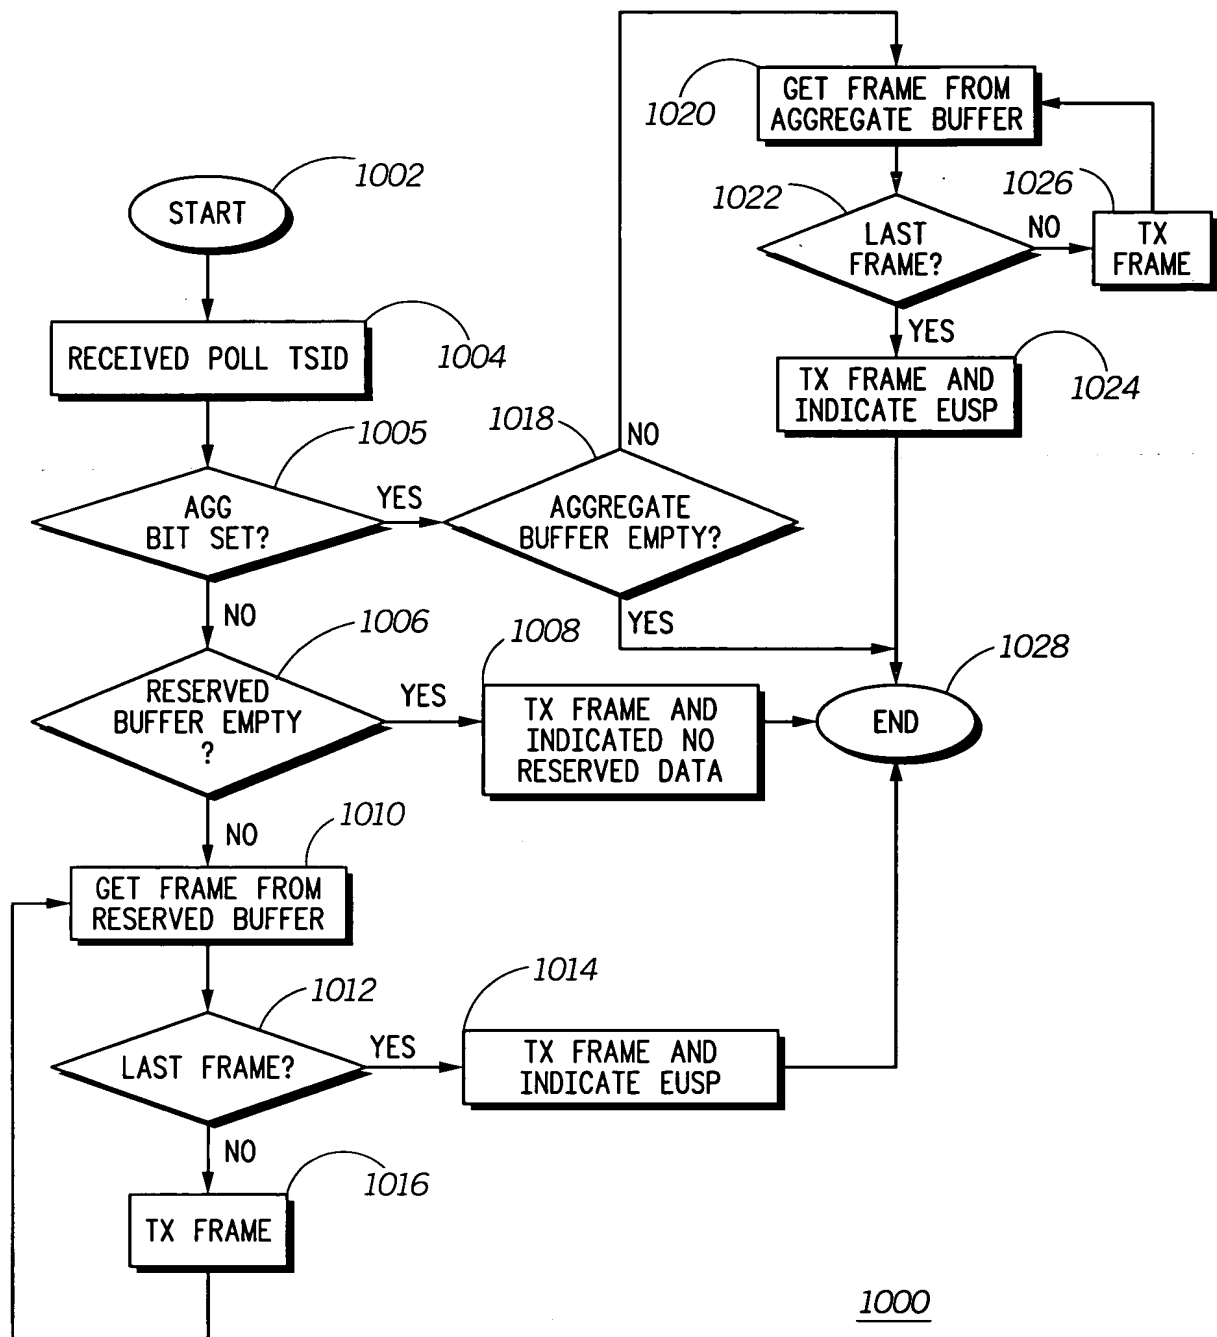 1002
START
1004
RECEIVED POLL TSID
1005
AGG
BIT SET?
YES
NO
1018
NO
AGGREGATE
BUFFER EMPTY?
YES
1020
GET FRAME FROM
AGGREGATE BUFFER
1022
LAST
FRAME?
NO
1026
TX
FRAME
YES
TX FRAME AND
INDICATE EUSP
1024
1006
RESERVED
BUFFER EMPTY
?
YES
1008
TX FRAME AND
INDICATED NO
RESERVED DATA
1028
END
NO
1010
GET FRAME FROM
RESERVED BUFFER
1012
LAST FRAME?
YES
1014
TX FRAME AND
INDICATE EUSP
NO
1016
TX FRAME
1000